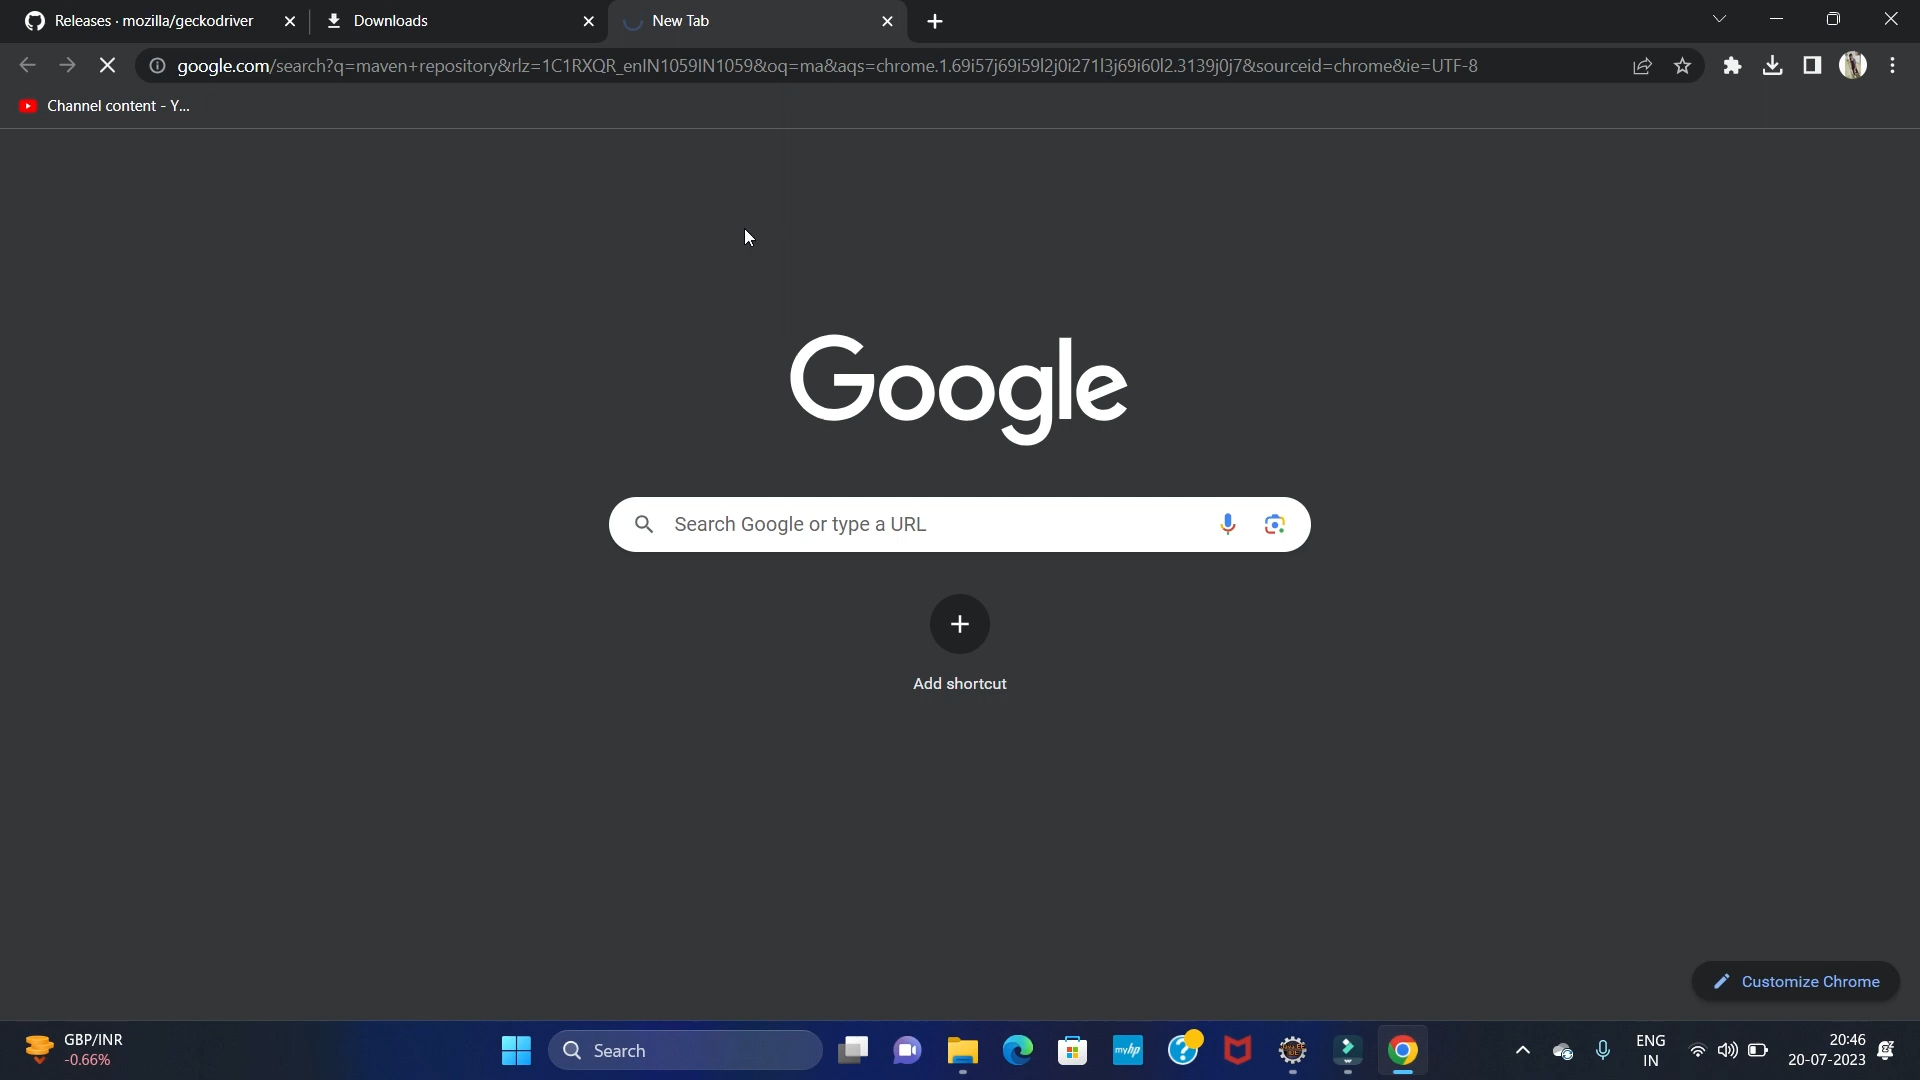 Releases · mozilla/geckodriver
Downloads
New Tab
google.com/search?q=maven+repository&rlz=1C1RXQR_enIN1059IN1059&oq=ma&aqs=chrome.1.69i57j69i59l2j0i271l3j69i60l2.3139j0j7&sourceid=chrome&ie=UTF-8
Channel content - Y...
Google
Search Google or type a URL
Add shortcut
Customize Chrome
GBP/INR
-0.66%
Search
myhp
ENG
IN
20:46
20-07-2023